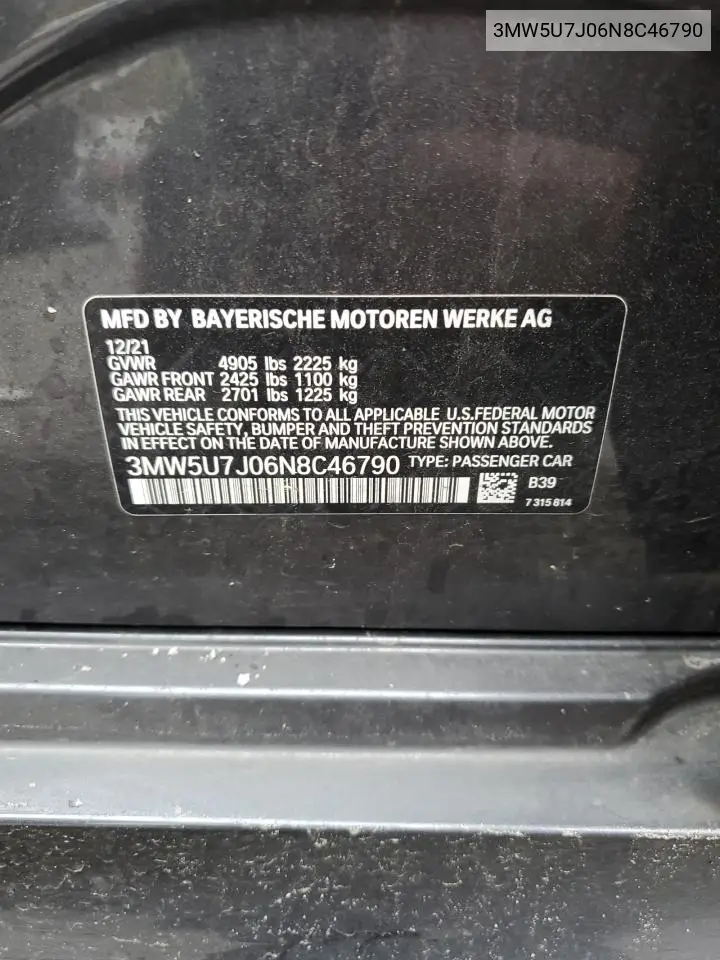 3MW5U7J06N8C46790
MFD BY BAYERISCHE MOTOREN WERKE AG
12/21
GVWR 4905 lbs 2225 kg
GAWR FRONT 2425 lbs 1100 kg
GAWR REAR 2701 lbs 1225 kg
THIS VEHICLE CONFORMS TO ALL APPLICABLE U.S.FEDERAL MOTOR
VEHICLE SAFETY, BUMPER AND THEFT PREVENTION STANDARDS
IN EFFECT ON THE DATE OF MANUFACTURE SHOWN ABOVE.
3MW5U7J06N8C46790 TYPE: PASSENGER CAR
B39
7 315 814